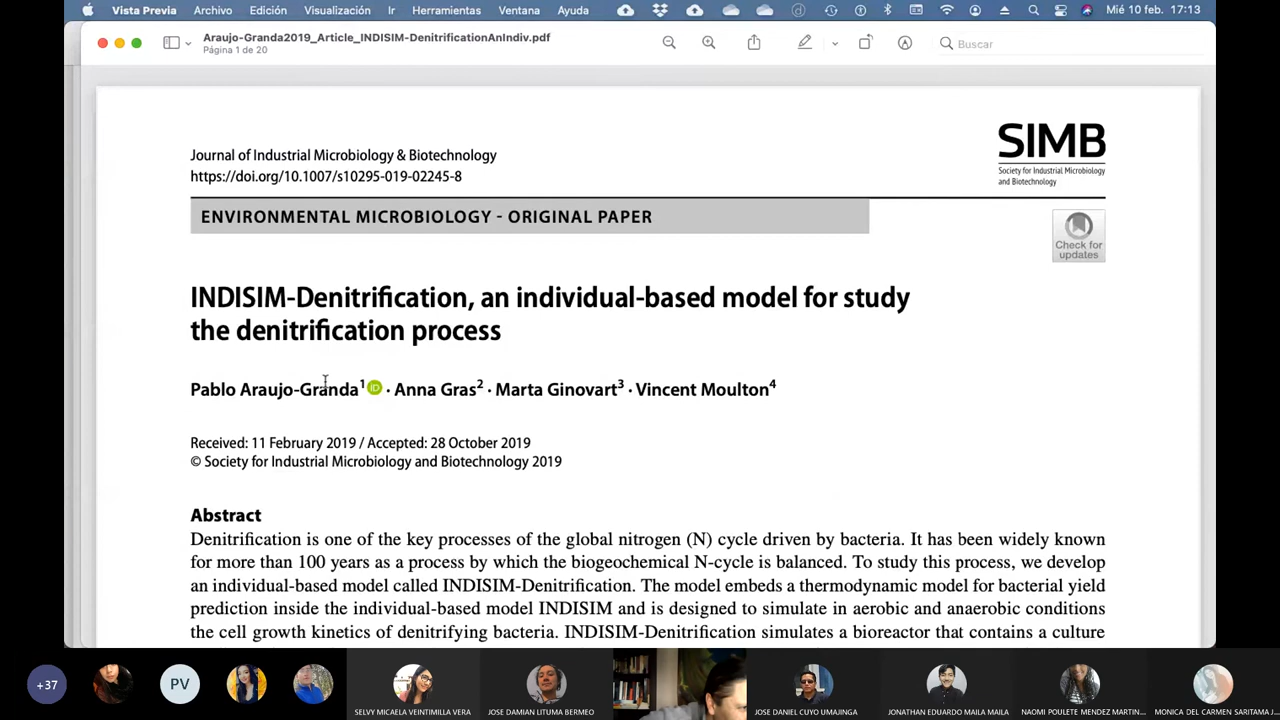 Vista Previa Archivo Edición Visualización Ir Herramientas Ventana Ayuda Mié 10 feb. 17:13
Araujo-Granda2019_Article_INDISIM-DenitrificationAnIndiv.pdf
Página 1 de 20
Buscar
SIMB
Society for Industrial Microbiology
and Biotechnology
Journal of Industrial Microbiology & Biotechnology
https://doi.org/10.1007/s10295-019-02245-8
ENVIRONMENTAL MICROBIOLOGY - ORIGINAL PAPER
Check for
updates
INDISIM-Denitrification, an individual-based model for study
the denitrification process
Pablo Araujo-Granda1 iD · Anna Gras2 · Marta Ginovart3 · Vincent Moulton4
Received: 11 February 2019 / Accepted: 28 October 2019
© Society for Industrial Microbiology and Biotechnology 2019
Abstract
Denitrification is one of the key processes of the global nitrogen (N) cycle driven by bacteria. It has been widely known
for more than 100 years as a process by which the biogeochemical N-cycle is balanced. To study this process, we develop
an individual-based model called INDISIM-Denitrification. The model embeds a thermodynamic model for bacterial yield
prediction inside the individual-based model INDISIM and is designed to simulate in aerobic and anaerobic conditions
the cell growth kinetics of denitrifying bacteria. INDISIM-Denitrification simulates a bioreactor that contains a culture
+37
PV
SELVY MICAELA VEINTIMILLA VERA
JOSE DAMIAN LITUMA BERMEO
JOSE DANIEL CUYO UMAJINGA
JONATHAN EDUARDO MAILA MAILA
NAOMI POULETE MENDEZ MARTIN...
MONICA DEL CARMEN SARITAMA J...